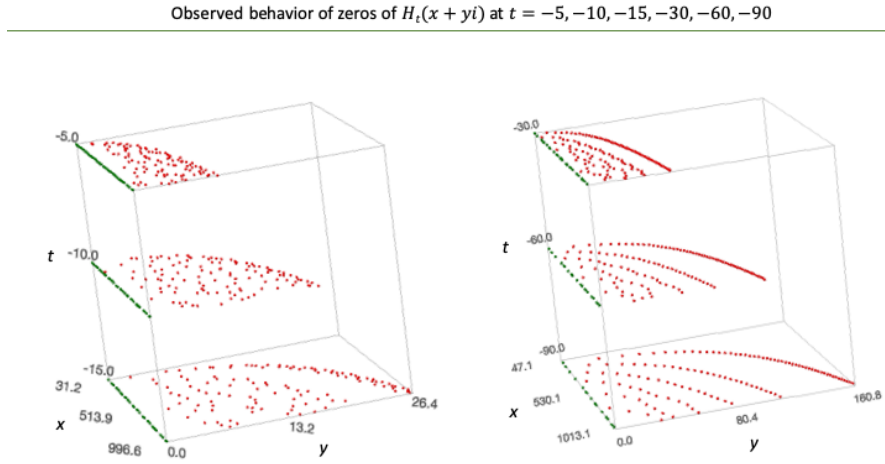 Observed behavior of zeros of H_t(x + yi) at t = −5, −10, −15, −30, −60, −90
-5.0
-30.0
t -10.0
t -60.0
-15.0
-90.0
31.2
47.1
26.4
160.8
x 513.9
x 530.1
13.2
80.4
996.6
0.0
y
1013.1
0.0
y